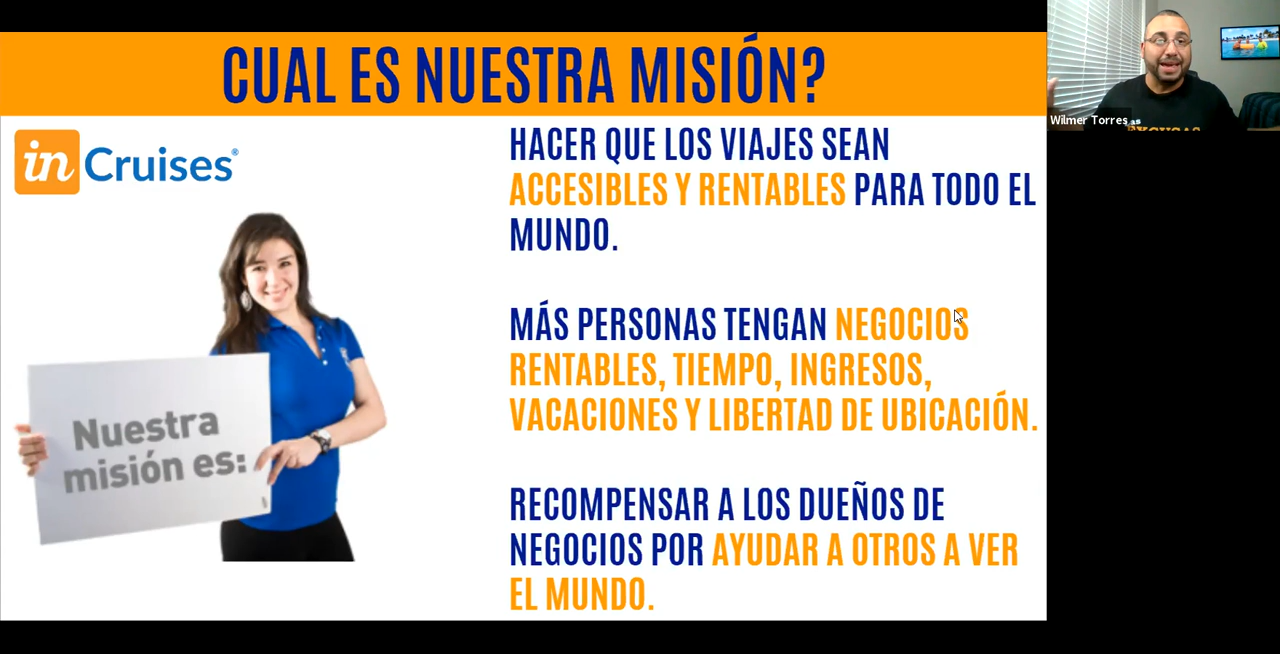 CUAL ES NUESTRA MISIÓN?
in Cruises®
HACER QUE LOS VIAJES SEAN
ACCESIBLES Y RENTABLES PARA TODO EL
MUNDO.
MÁS PERSONAS TENGAN NEGOCIOS
RENTABLES, TIEMPO, INGRESOS,
VACACIONES Y LIBERTAD DE UBICACIÓN.
RECOMPENSAR A LOS DUEÑOS DE
NEGOCIOS POR AYUDAR A OTROS A VER
EL MUNDO.
Nuestra
misión es:
Wilmer Torres